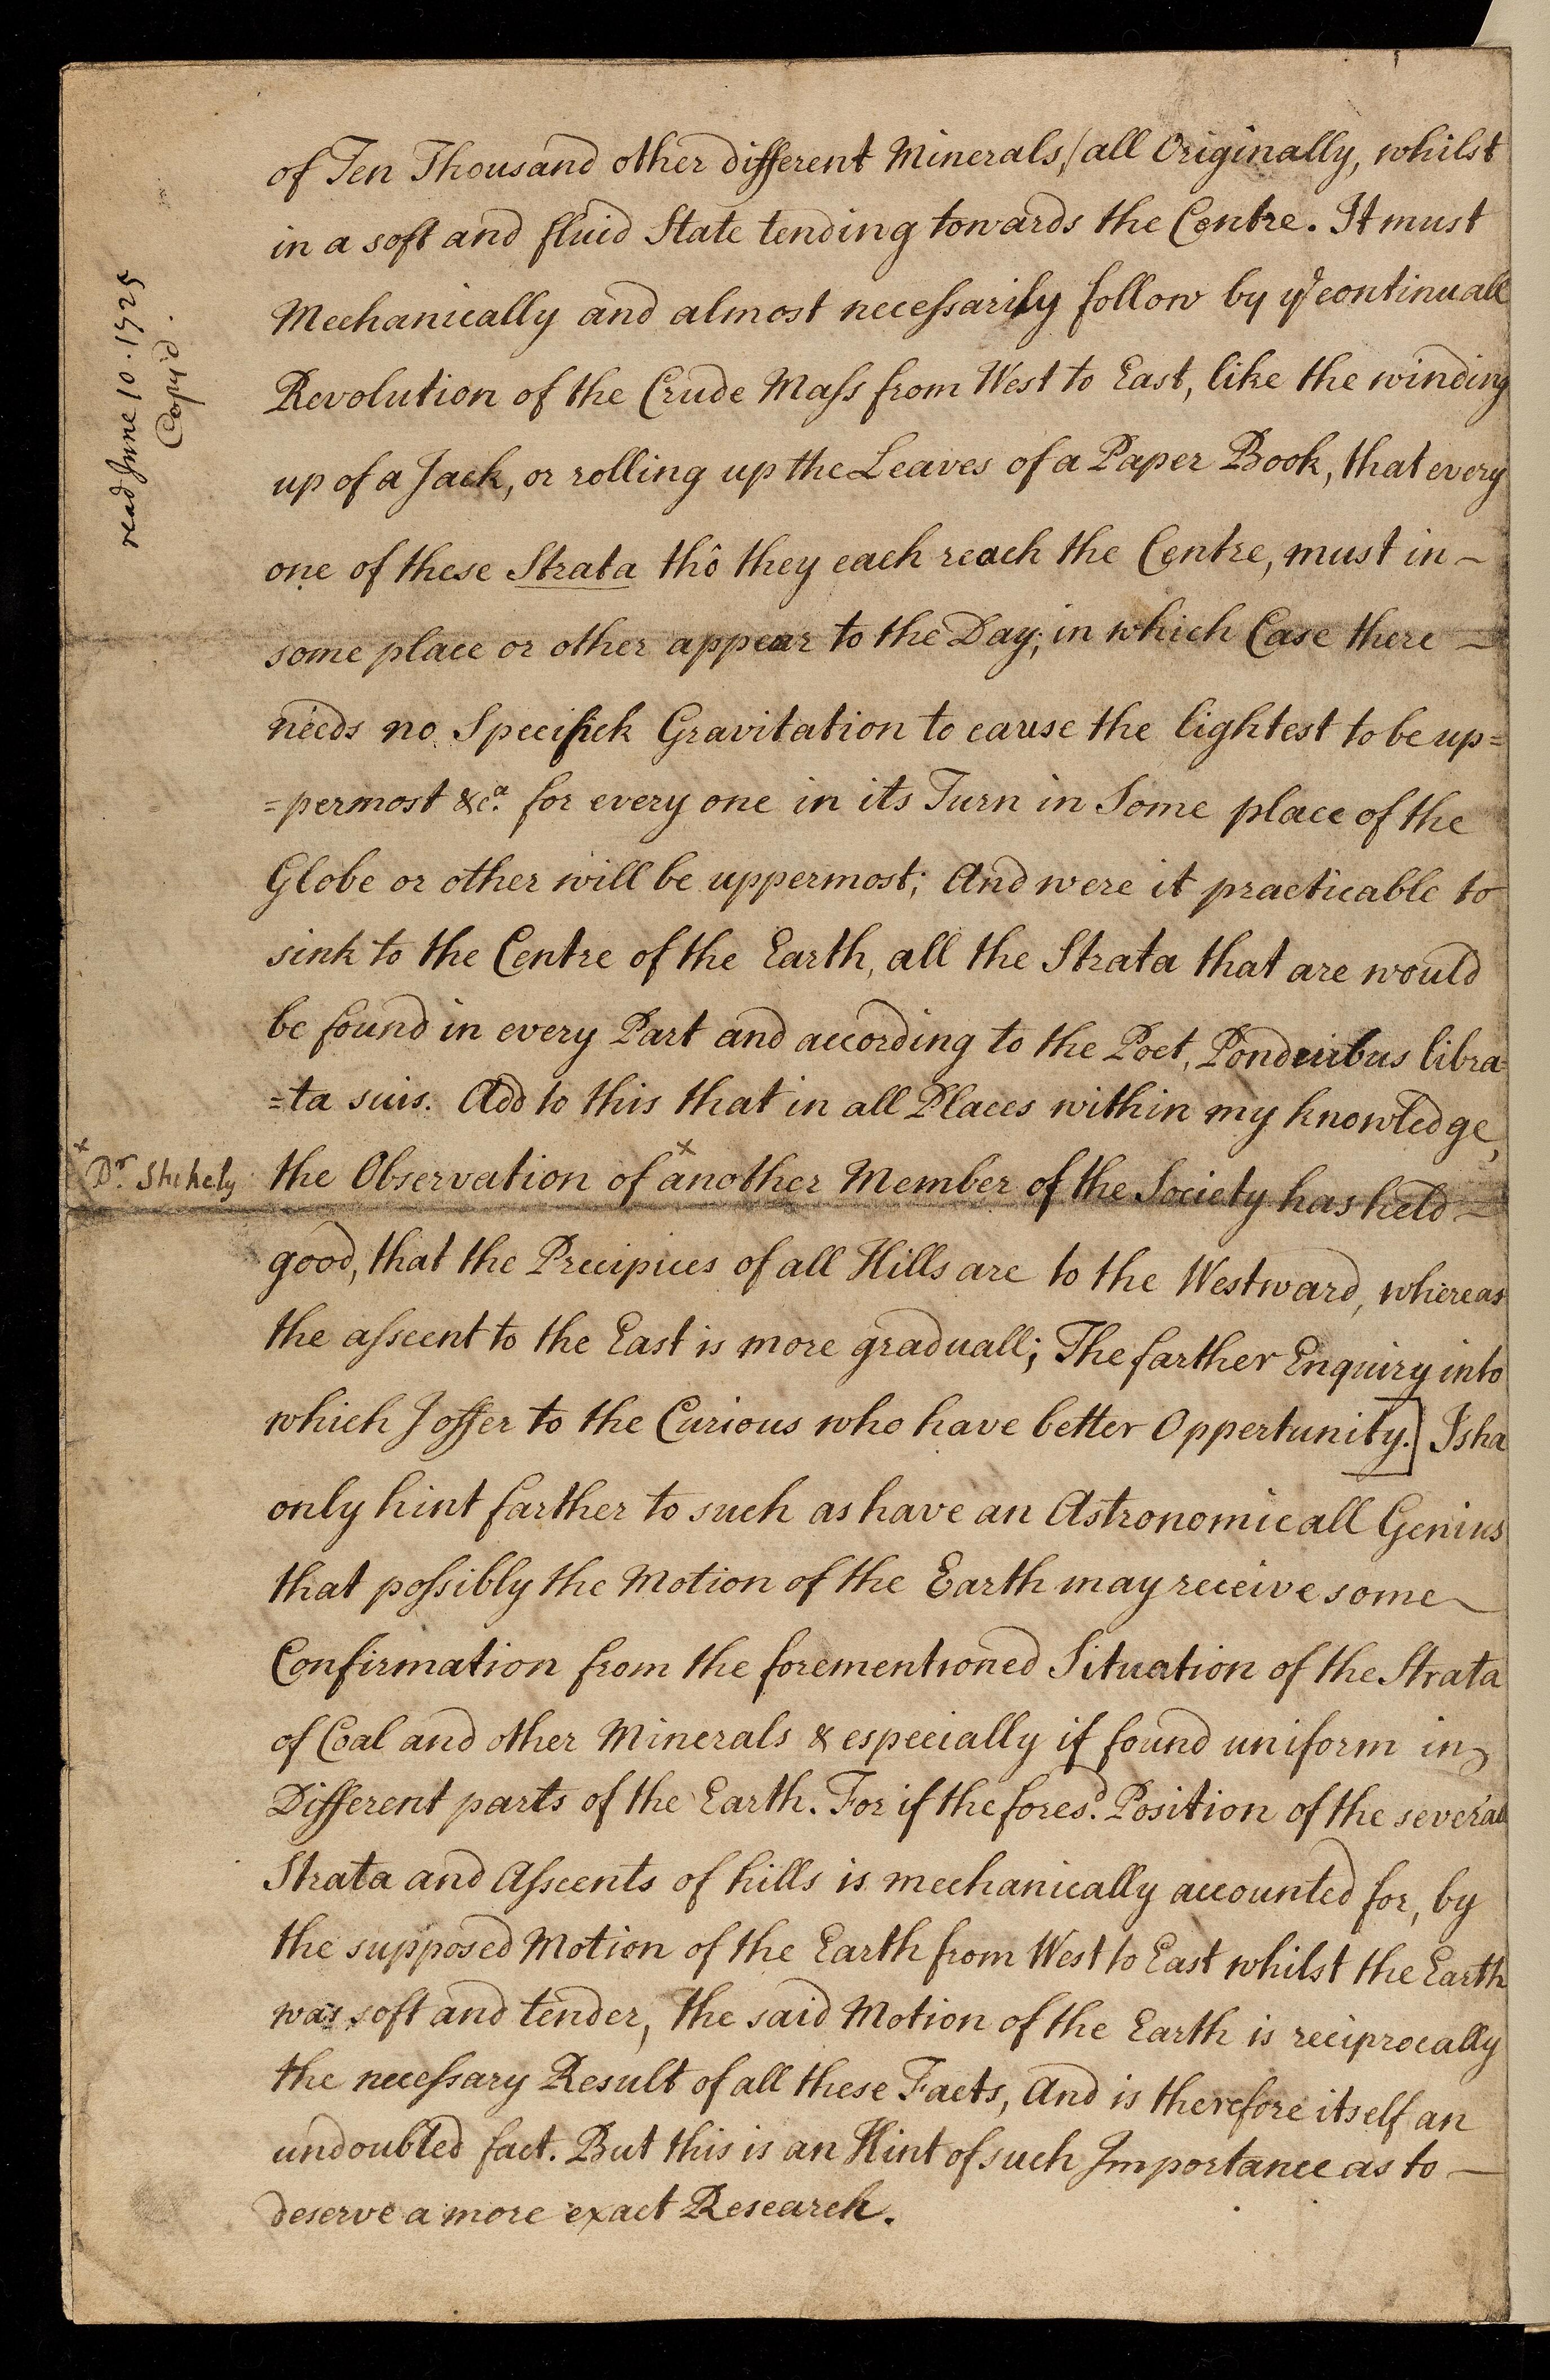 read June 10. 1725
Copy'd.
of Ten Thousand other different Minerals,/all Originally, whilst
in a soft and fluid State tending towards the Centre. It must
Mechanically and almost necessarily follow by yᵉ continuall
Revolution of the Crude Mass from West to East, like the winding
up of a Jack, or rolling up the Leaves of a Paper Book, that every
one of these Strata thô they each reach the Centre, must in -
some place or other appear to the Day; in which Case there -
needs no Specifick Gravitation to cause the lightest to be up=
=permost &cᵃ. for every one in its Turn in Some place of the
Globe or other will be uppermost; And were it practicable to
sink to the Centre of the Earth, all the Strata that are would
be found in every Part and according to the Poet, Ponderibus libra=
=ta suis. Add to this that in all Places within my knowledge,
x Dʳ. Stukely
the Observation of ˣanother Member of the Society has held -
good, that the Precipices of all Hills are to the Westward, whereas
the asscent to the East is more graduall; The farther Enquiry into
which I offer to the Curious who have better Oppertunity.] I sha
only hint farther to such as have an Astronomicall Genius
that possibly the Motion of the Earth may receive some
Confirmation from the forementioned Situation of the Strata
of Coal and other Minerals & especially if found uniform in
Different parts of the Earth. For if the foresᵈ. Position of the several
Strata and Asscents of hills is mechanically accounted for, by
the supposed Motion of the Earth from West to East whilst the Earth
was soft and tender, the said Motion of the Earth is reciprocally
the necessary Result of all these Facts, And is therefore itself an
undoubted fact. But this is an Hint of such Importance as to -
deserve a more exact Research.